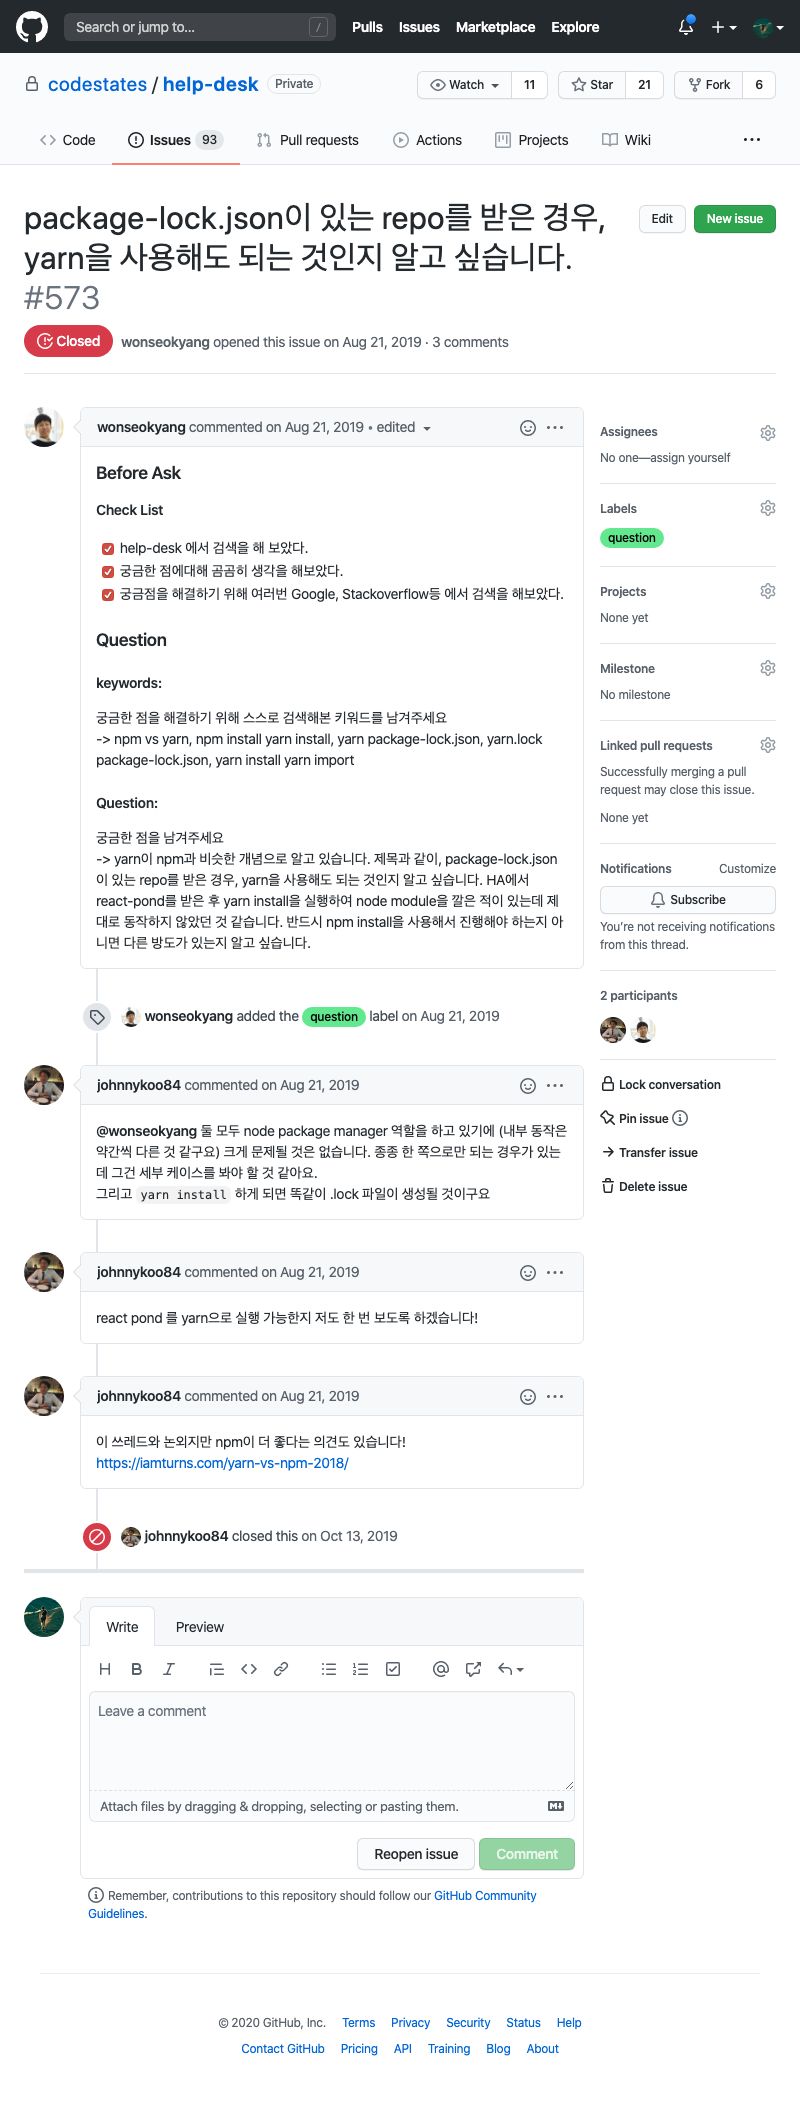 Search or jump to... /
Pulls Issues Marketplace Explore
codestates / help-desk Private
Watch 11 Star 21 Fork 6
Code Issues 93 Pull requests Actions Projects Wiki
package-lock.json이 있는 repo를 받은 경우,
yarn을 사용해도 되는 것인지 알고 싶습니다.
#573
Edit New issue
Closed wonseokyang opened this issue on Aug 21, 2019 · 3 comments
wonseokyang commented on Aug 21, 2019 • edited
Before Ask
Check List
help-desk 에서 검색을 해 보았다.
궁금한 점에대해 곰곰히 생각을 해보았다.
궁금점을 해결하기 위해 여러번 Google, Stackoverflow등 에서 검색을 해보았다.
Question
keywords:
궁금한 점을 해결하기 위해 스스로 검색해본 키워드를 남겨주세요
-> npm vs yarn, npm install yarn install, yarn package-lock.json, yarn.lock
package-lock.json, yarn install yarn import
Question:
궁금한 점을 남겨주세요
-> yarn이 npm과 비슷한 개념으로 알고 있습니다. 제목과 같이, package-lock.json
이 있는 repo를 받은 경우, yarn을 사용해도 되는 것인지 알고 싶습니다. HA에서
react-pond를 받은 후 yarn install을 실행하여 node module을 깔은 적이 있는데 제
대로 동작하지 않았던 것 같습니다. 반드시 npm install을 사용해서 진행해야 하는지 아
니면 다른 방도가 있는지 알고 싶습니다.
wonseokyang added the question label on Aug 21, 2019
johnnykoo84 commented on Aug 21, 2019
@wonseokyang 둘 모두 node package manager 역할을 하고 있기에 (내부 동작은
약간씩 다른 것 같구요) 크게 문제될 것은 없습니다. 종종 한 쪽으로만 되는 경우가 있는
데 그건 세부 케이스를 봐야 할 것 같아요.
그리고 yarn install 하게 되면 똑같이 .lock 파일이 생성될 것이구요
johnnykoo84 commented on Aug 21, 2019
react pond 를 yarn으로 실행 가능한지 저도 한 번 보도록 하겠습니다!
johnnykoo84 commented on Aug 21, 2019
이 쓰레드와 논외지만 npm이 더 좋다는 의견도 있습니다!
https://iamturns.com/yarn-vs-npm-2018/
johnnykoo84 closed this on Oct 13, 2019
Write Preview
Leave a comment
Attach files by dragging & dropping, selecting or pasting them.
Reopen issue Comment
Remember, contributions to this repository should follow our GitHub Community
Guidelines.
Assignees
No one—assign yourself
Labels
question
Projects
None yet
Milestone
No milestone
Linked pull requests
Successfully merging a pull
request may close this issue.
None yet
Notifications Customize
Subscribe
You're not receiving notifications
from this thread.
2 participants
Lock conversation
Pin issue
Transfer issue
Delete issue
© 2020 GitHub, Inc. Terms Privacy Security Status Help
Contact GitHub Pricing API Training Blog About